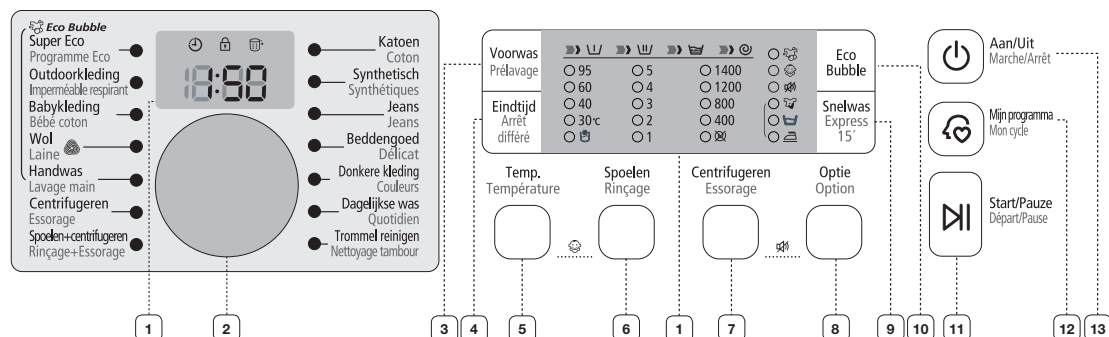 Eco Bubble
Super Eco
Programme Eco
Outdoorkleding
Imperméable respirant
Babykleding
Bébé coton
Wol
Laine
Handwas
Lavage main
Centrifugeren
Essorage
Spoelen+centrifugeren
Rinçage+Essorage
1:50
Katoen
Coton
Synthetisch
Synthétiques
Jeans
Jeans
Beddengoed
Délicat
Donkere kleding
Couleurs
Dagelijkse was
Quotidien
Trommel reinigen
Nettoyage tambour
Voorwas
Prélavage
Eindtijd
Arrêt
différé
95 5 1400
60 4 1200
40 3 800
30°c 2 400
1
Eco
Bubble
Snelwas
Express
15´
Temp.
Température
Spoelen
Rinçage
Centrifugeren
Essorage
Optie
Option
Aan/Uit
Marche/Arrêt
Mijn programma
Mon cycle
Start/Pauze
Départ/Pause
1 2 3 4 5 6 1 7 8 9 10 11 12 13